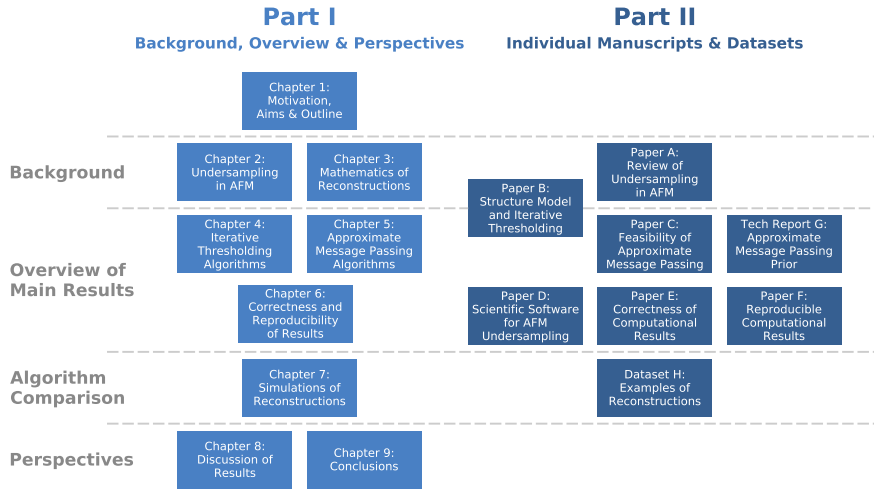 Part I
Background, Overview & Perspectives
Part II
Individual Manuscripts & Datasets
Chapter 1:
Motivation,
Aims & Outline
Background
Chapter 2:
Undersampling
in AFM
Chapter 3:
Mathematics of
Reconstructions
Paper A:
Review of
Undersampling
in AFM
Paper B:
Structure Model
and Iterative
Thresholding
Overview of
Main Results
Chapter 4:
Iterative
Thresholding
Algorithms
Chapter 5:
Approximate
Message Passing
Algorithms
Paper C:
Feasibility of
Approximate
Message Passing
Tech Report G:
Approximate
Message Passing
Prior
Chapter 6:
Correctness and
Reproducibility
of Results
Paper D:
Scientific Software
for AFM
Undersampling
Paper E:
Correctness of
Computational
Results
Paper F:
Reproducible
Computational
Results
Algorithm
Comparison
Chapter 7:
Simulations of
Reconstructions
Dataset H:
Examples of
Reconstructions
Perspectives
Chapter 8:
Discussion of
Results
Chapter 9:
Conclusions